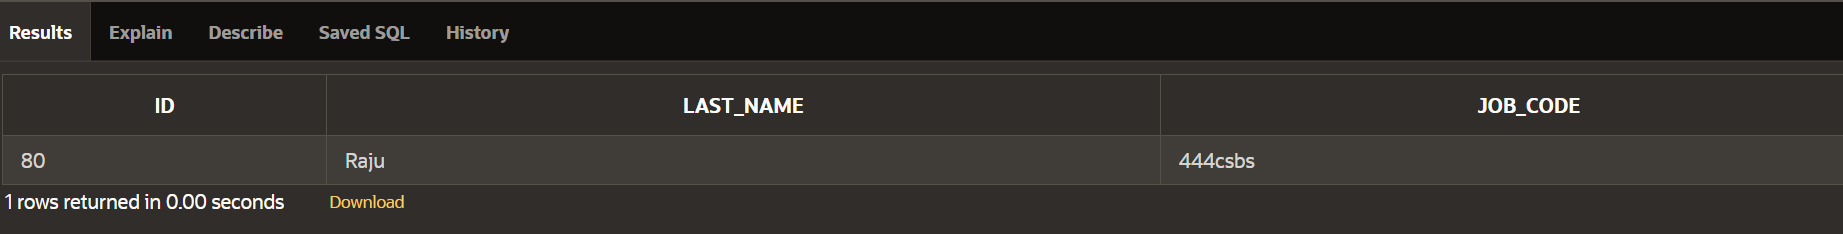 Results Explain Describe Saved SQL History
ID LAST_NAME JOB_CODE
80 Raju 444csbs
1 rows returned in 0.00 seconds Download